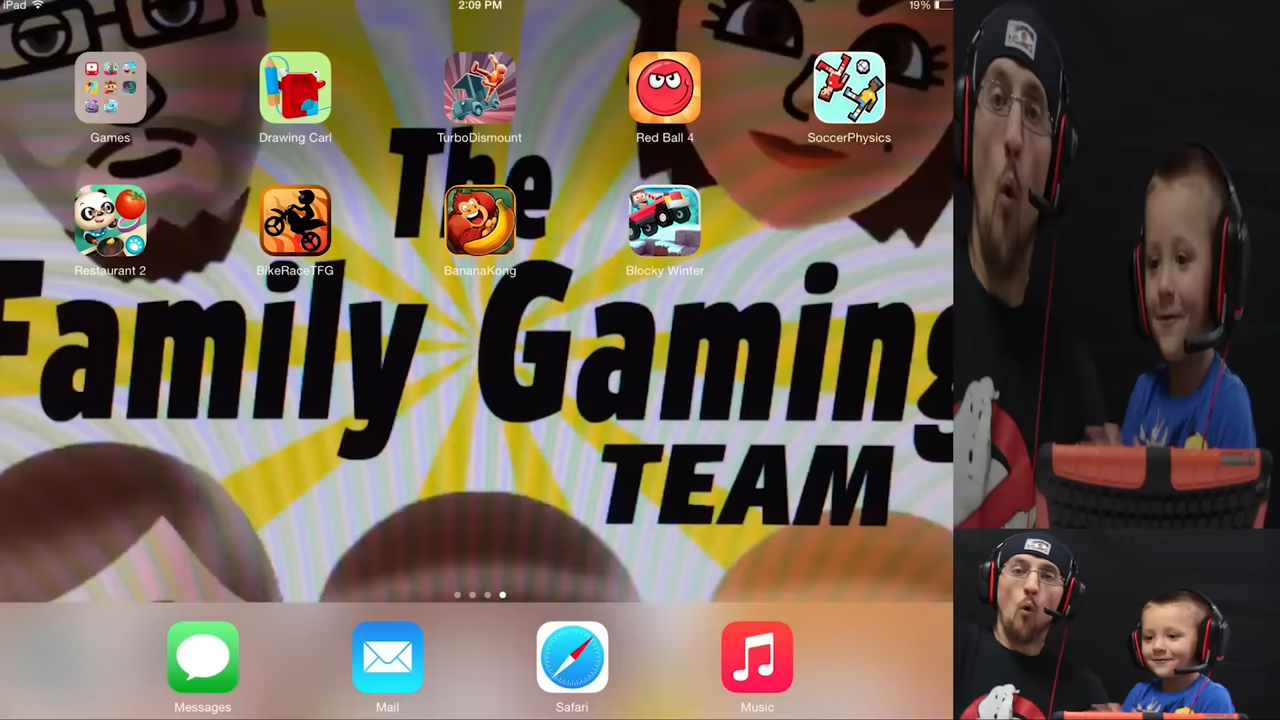 iPad
2:09 PM
19%
Games
Drawing Carl
TurboDismount
Red Ball 4
SoccerPhysics
The
Restaurant 2
BikeRaceTFG
BananaKong
Blocky Winter
Family Gaming
TEAM
Messages
Mail
Safari
Music